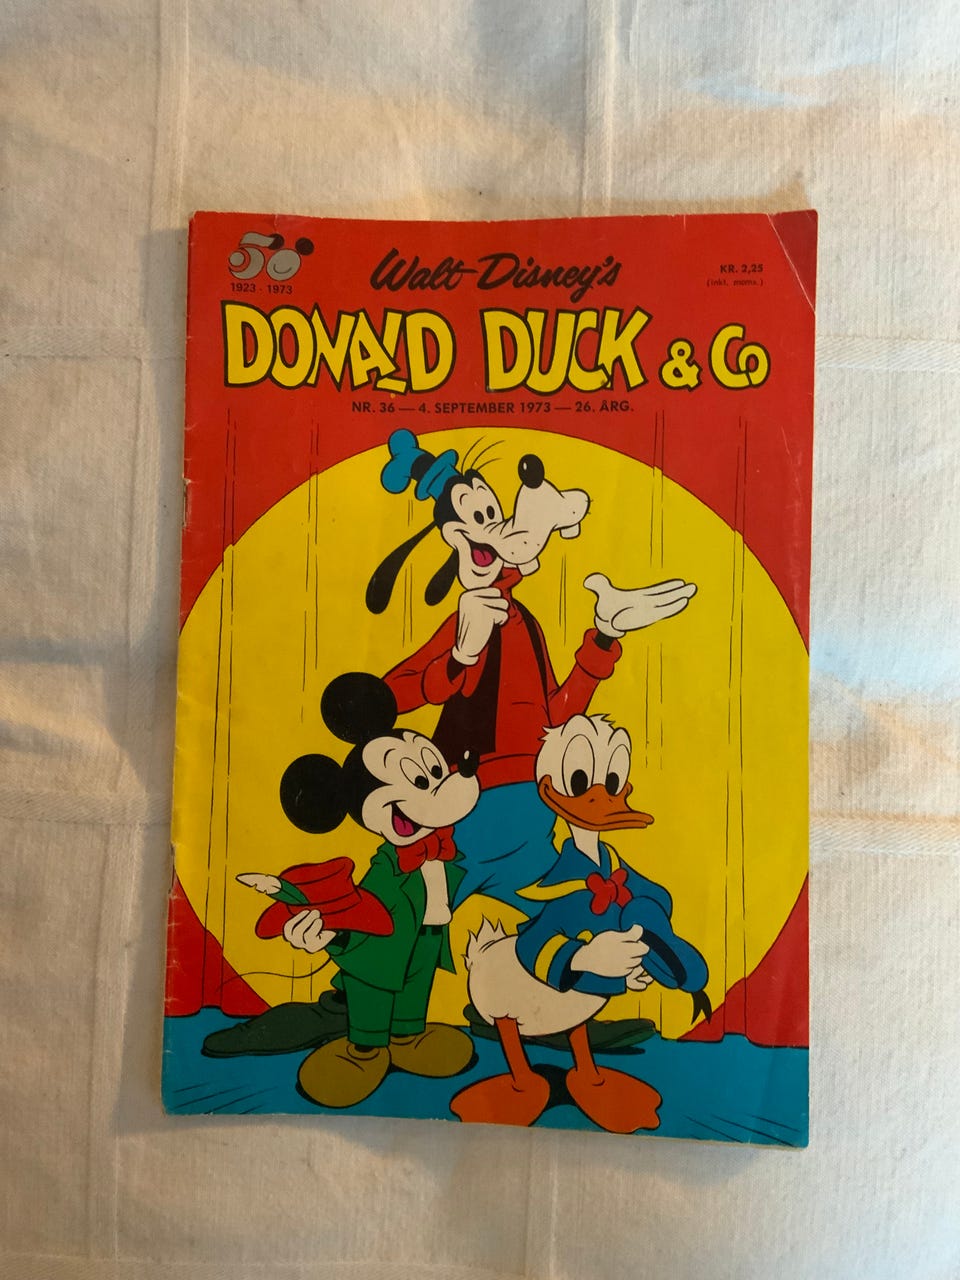 50
1923 - 1973
Walt Disney's
KR. 2,25
(inkl. moms.)
DONALD DUCK & Co
NR. 36 — 4. SEPTEMBER 1973 — 26. ÅRG.